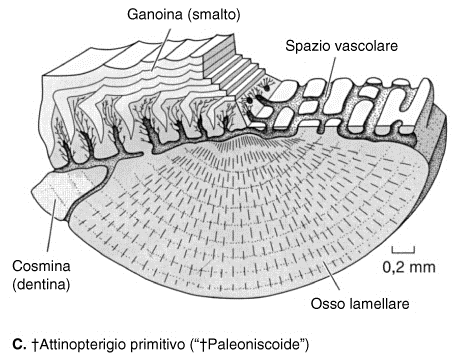 Ganoina (smalto)
Spazio vascolare
Cosmina
(dentina)
0,2 mm
Osso lamellare
C. †Attinopterigio primitivo (“†Paleoniscoide”)